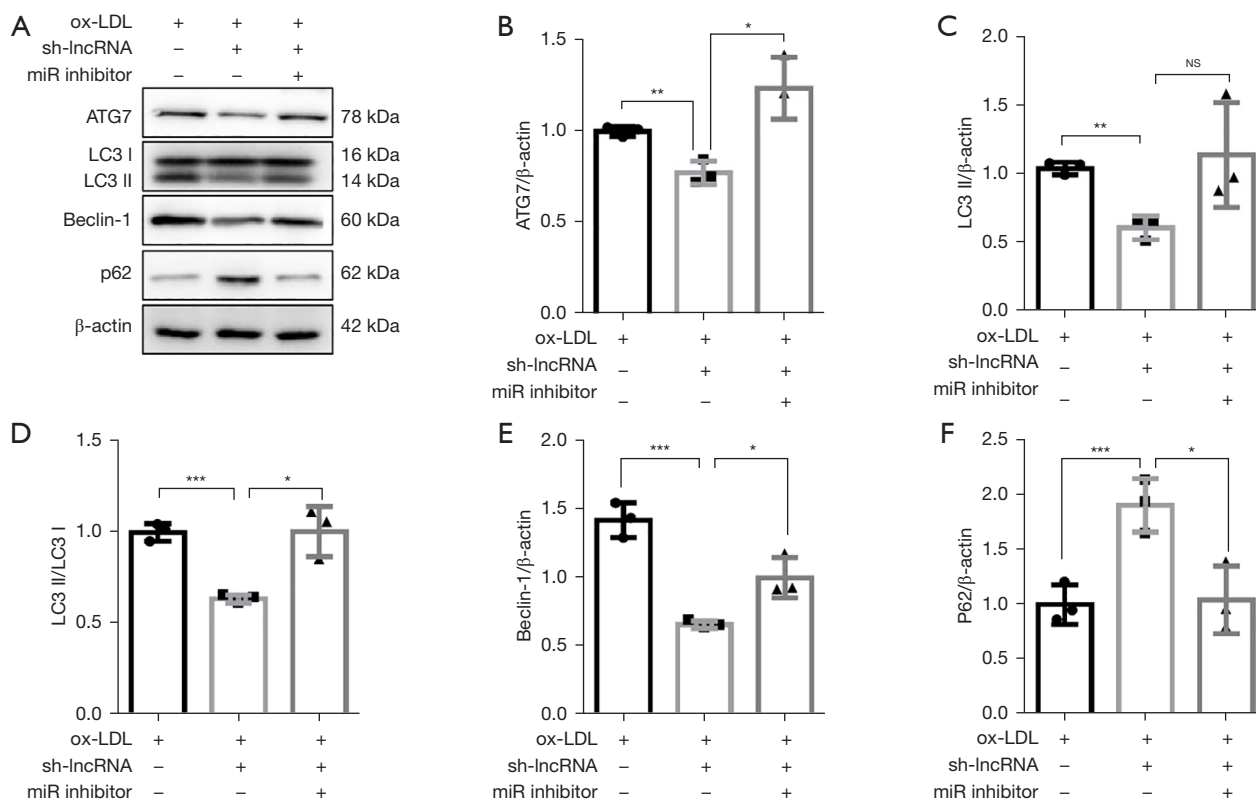 A
ox-LDL + + +
sh-lncRNA – + +
miR inhibitor – – +
ATG7 78 kDa
LC3 I 16 kDa
LC3 II 14 kDa
Beclin-1 60 kDa
p62 62 kDa
β-actin 42 kDa
B
ATG7/β-actin
1.5
1.0
0.5
0.0
**
*
ox-LDL + + +
sh-lncRNA – + +
miR inhibitor – – +
C
LC3 II/β-actin
2.0
1.5
1.0
0.5
0.0
**
NS
ox-LDL + + +
sh-lncRNA – + +
miR inhibitor – – +
D
LC3 II/LC3 I
1.5
1.0
0.5
0.0
***
*
ox-LDL + + +
sh-lncRNA – + +
miR inhibitor – – +
E
Beclin-1/β-actin
2.0
1.5
1.0
0.5
0.0
***
*
ox-LDL + + +
sh-lncRNA – + +
miR inhibitor – – +
F
P62/β-actin
2.5
2.0
1.5
1.0
0.5
0.0
***
*
ox-LDL + + +
sh-lncRNA – + +
miR inhibitor – – +